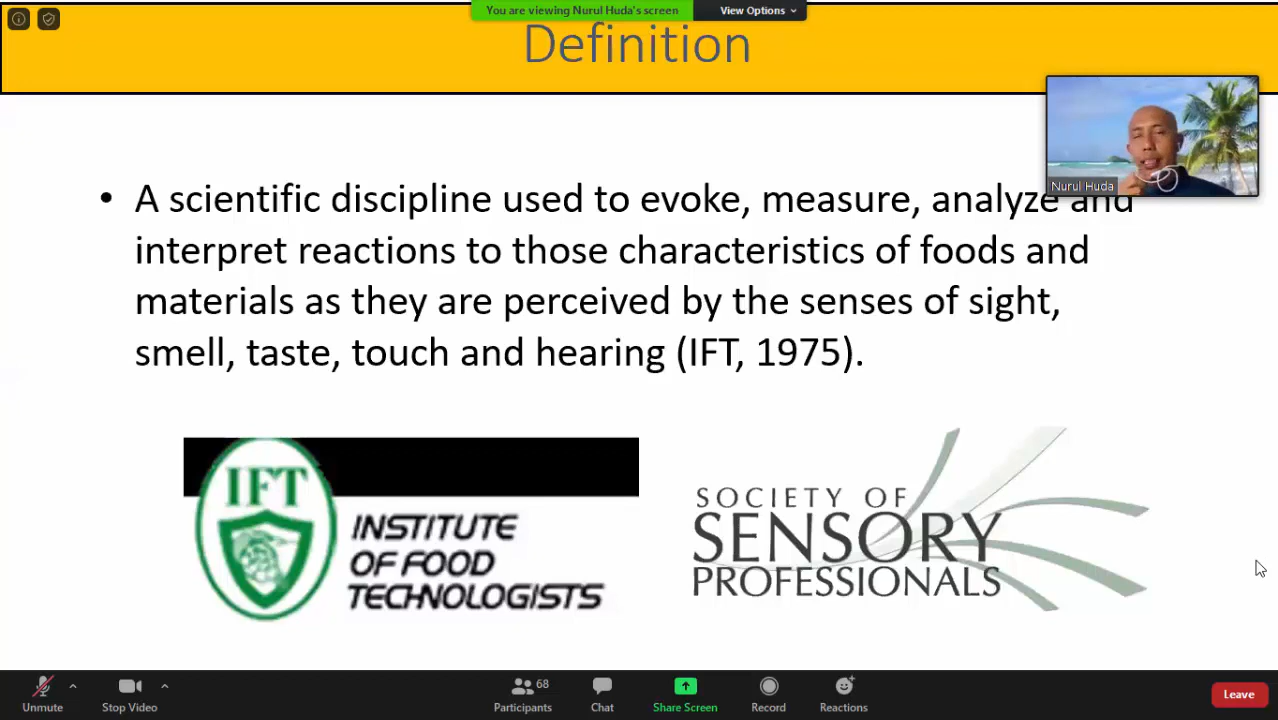 You are viewing Nurul Huda's screen
View Options
Definition
Nurul Huda
• A scientific discipline used to evoke, measure, analyze and
interpret reactions to those characteristics of foods and
materials as they are perceived by the senses of sight,
smell, taste, touch and hearing (IFT, 1975).
IFT
INSTITUTE
OF FOOD
TECHNOLOGISTS
SOCIETY OF
SENSORY
PROFESSIONALS
Unmute
Stop Video
68
Participants
Chat
Share Screen
Record
Reactions
Leave